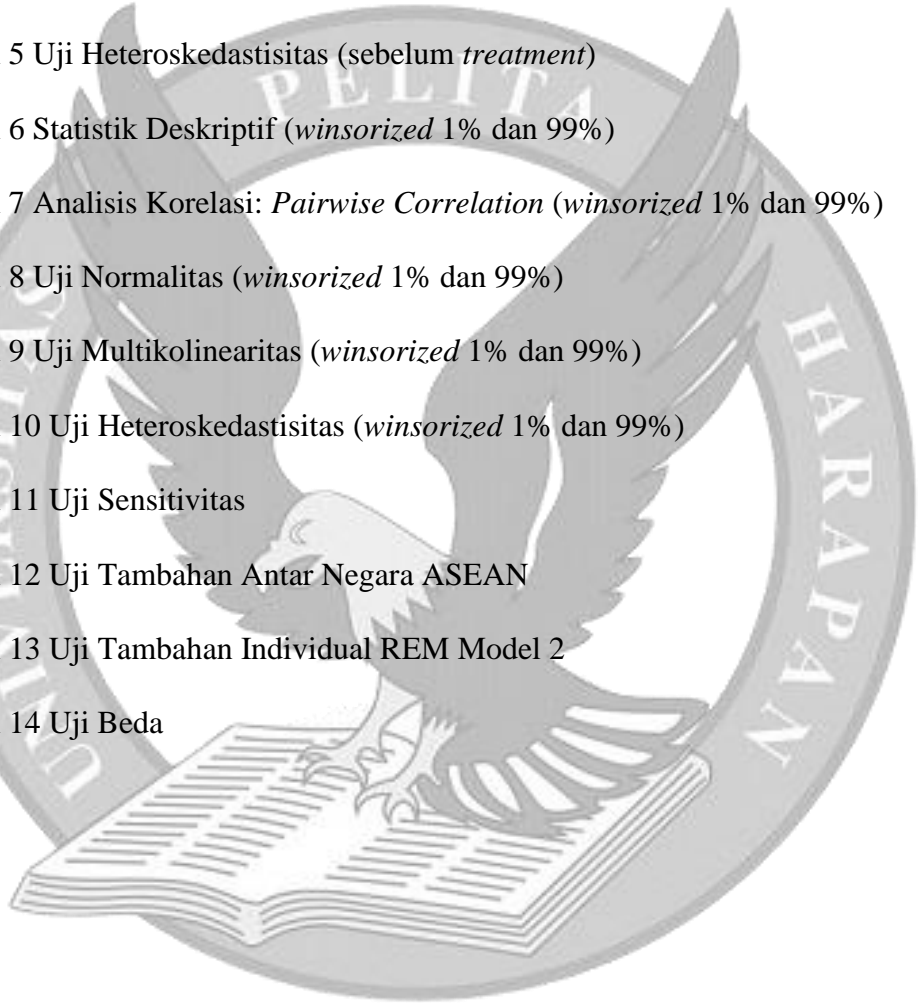 5 Uji Heteroskedastisitas (sebelum treatment)
6 Statistik Deskriptif (winsorized 1% dan 99%)
7 Analisis Korelasi: Pairwise Correlation (winsorized 1% dan 99%)
8 Uji Normalitas (winsorized 1% dan 99%)
9 Uji Multikolinearitas (winsorized 1% dan 99%)
10 Uji Heteroskedastisitas (winsorized 1% dan 99%)
11 Uji Sensitivitas
12 Uji Tambahan Antar Negara ASEAN
13 Uji Tambahan Individual REM Model 2
14 Uji Beda
UNIVERSITAS PELITA HARAPAN